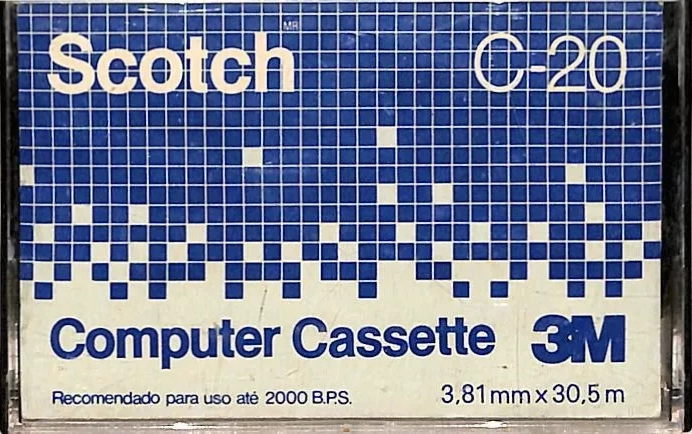 Scotch MR C-20
Computer Cassette 3M
Recomendado para uso até 2000 B.P.S. 3,81 mm x 30,5 m